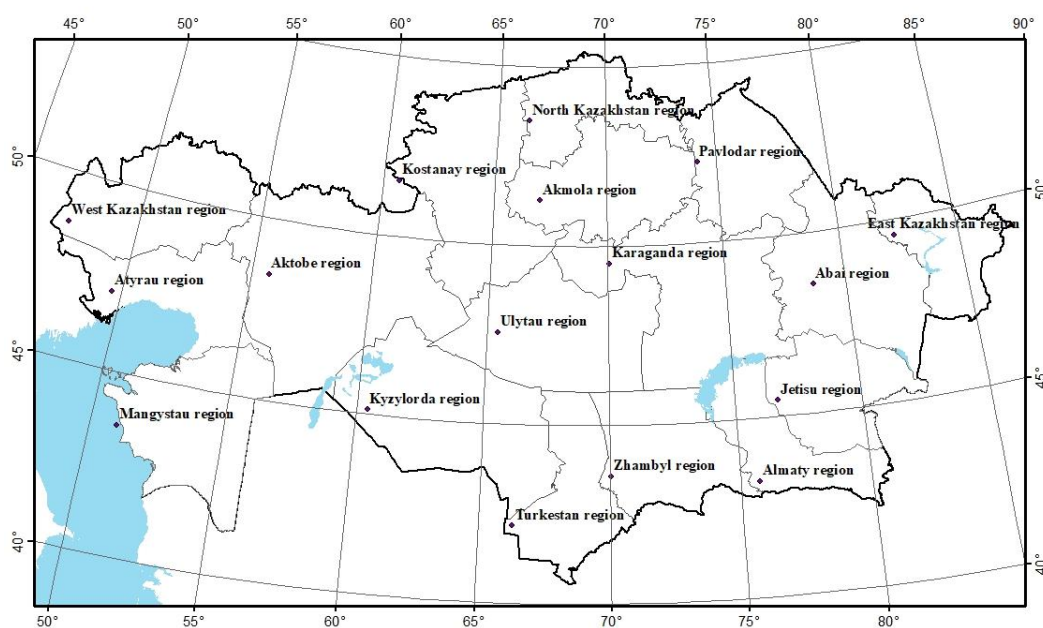 45° 50° 55° 60° 65° 70° 75° 80° 85° 90°
North Kazakhstan region
50°
Pavlodar region
Kostanay region
50°
Akmola region
West Kazakhstan region
East Kazakhstan region
Karaganda region
Aktobe region
Abai region
Atyrau region
Ulytau region
45°
45°
Jetisu region
Kyzylorda region
Mangystau region
Zhambyl region
Almaty region
Turkestan region
40°
40°
50° 55° 60° 65° 70° 75° 80°